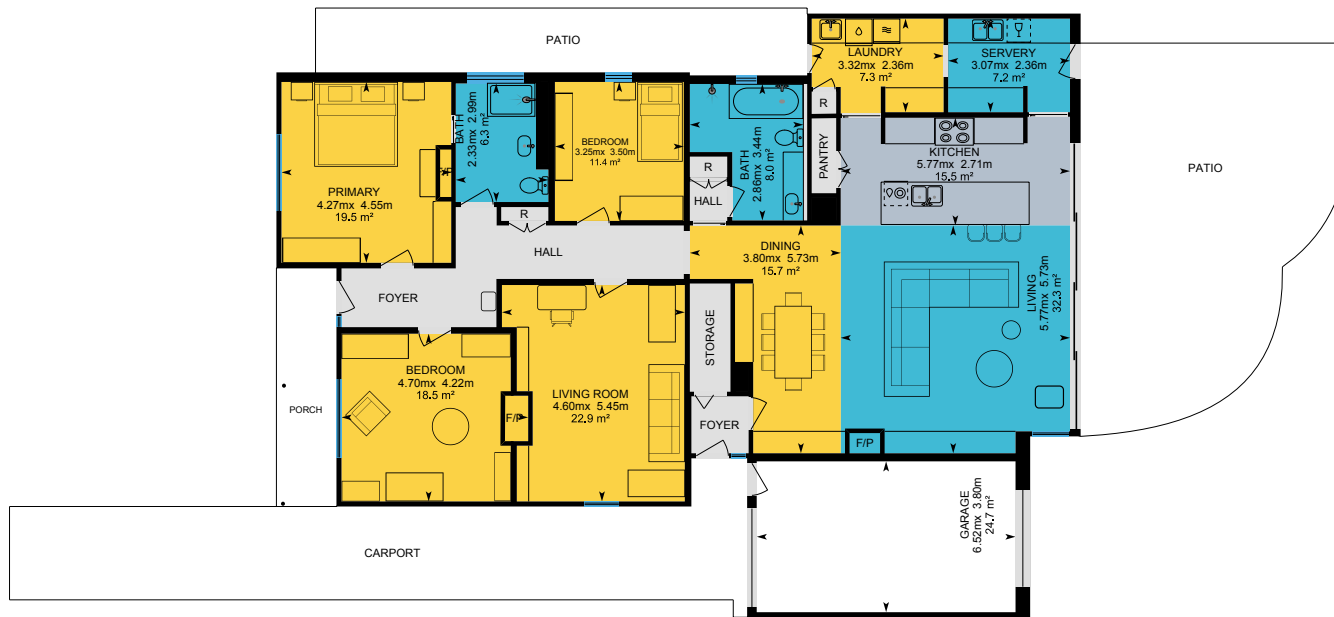 PATIO
LAUNDRY
3.32mx 2.36m
7.3 m²
SERVERY
3.07mx 2.36m
7.2 m²
R
PANTRY
KITCHEN
5.77mx 2.71m
15.5 m²
PATIO
PRIMARY
4.27mx 4.55m
19.5 m²
BATH
2.33mx 2.99m
6.3 m²
BEDROOM
3.25mx 3.50m
11.4 m²
BATH
2.86mx 3.44m
8.0 m²
R
HALL
R
HALL
FOYER
DINING
3.80mx 5.73m
15.7 m²
LIVING
5.77mx 5.73m
32.3 m²
STORAGE
BEDROOM
4.70mx 4.22m
18.5 m²
F/P
LIVING ROOM
4.60mx 5.45m
22.9 m²
PORCH
FOYER
F/P
GARAGE
6.52mx 3.80m
24.7 m²
CARPORT